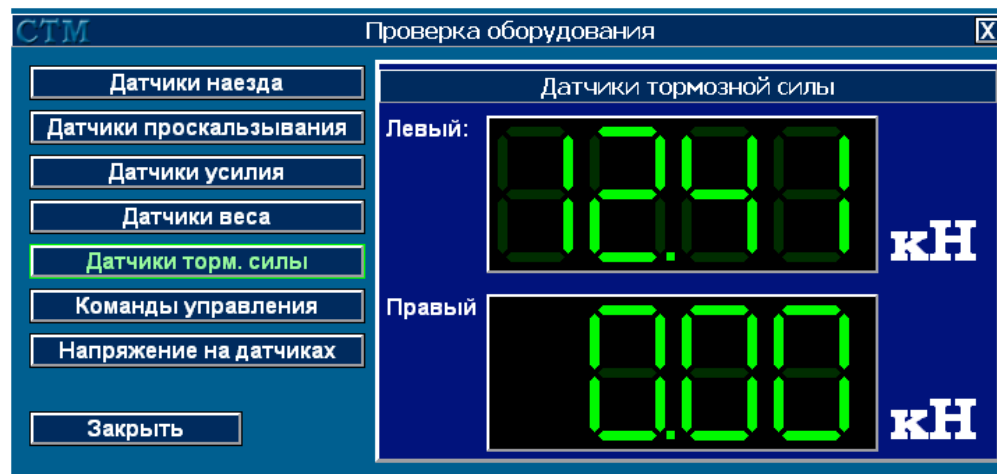 СТМ
Проверка оборудования
X
Датчики наезда
Датчики проскальзывания
Датчики усилия
Датчики веса
Датчики торм. силы
Команды управления
Напряжение на датчиках
Закрыть
Датчики тормозной силы
Левый:
12.41
кН
Правый
0.00
кН